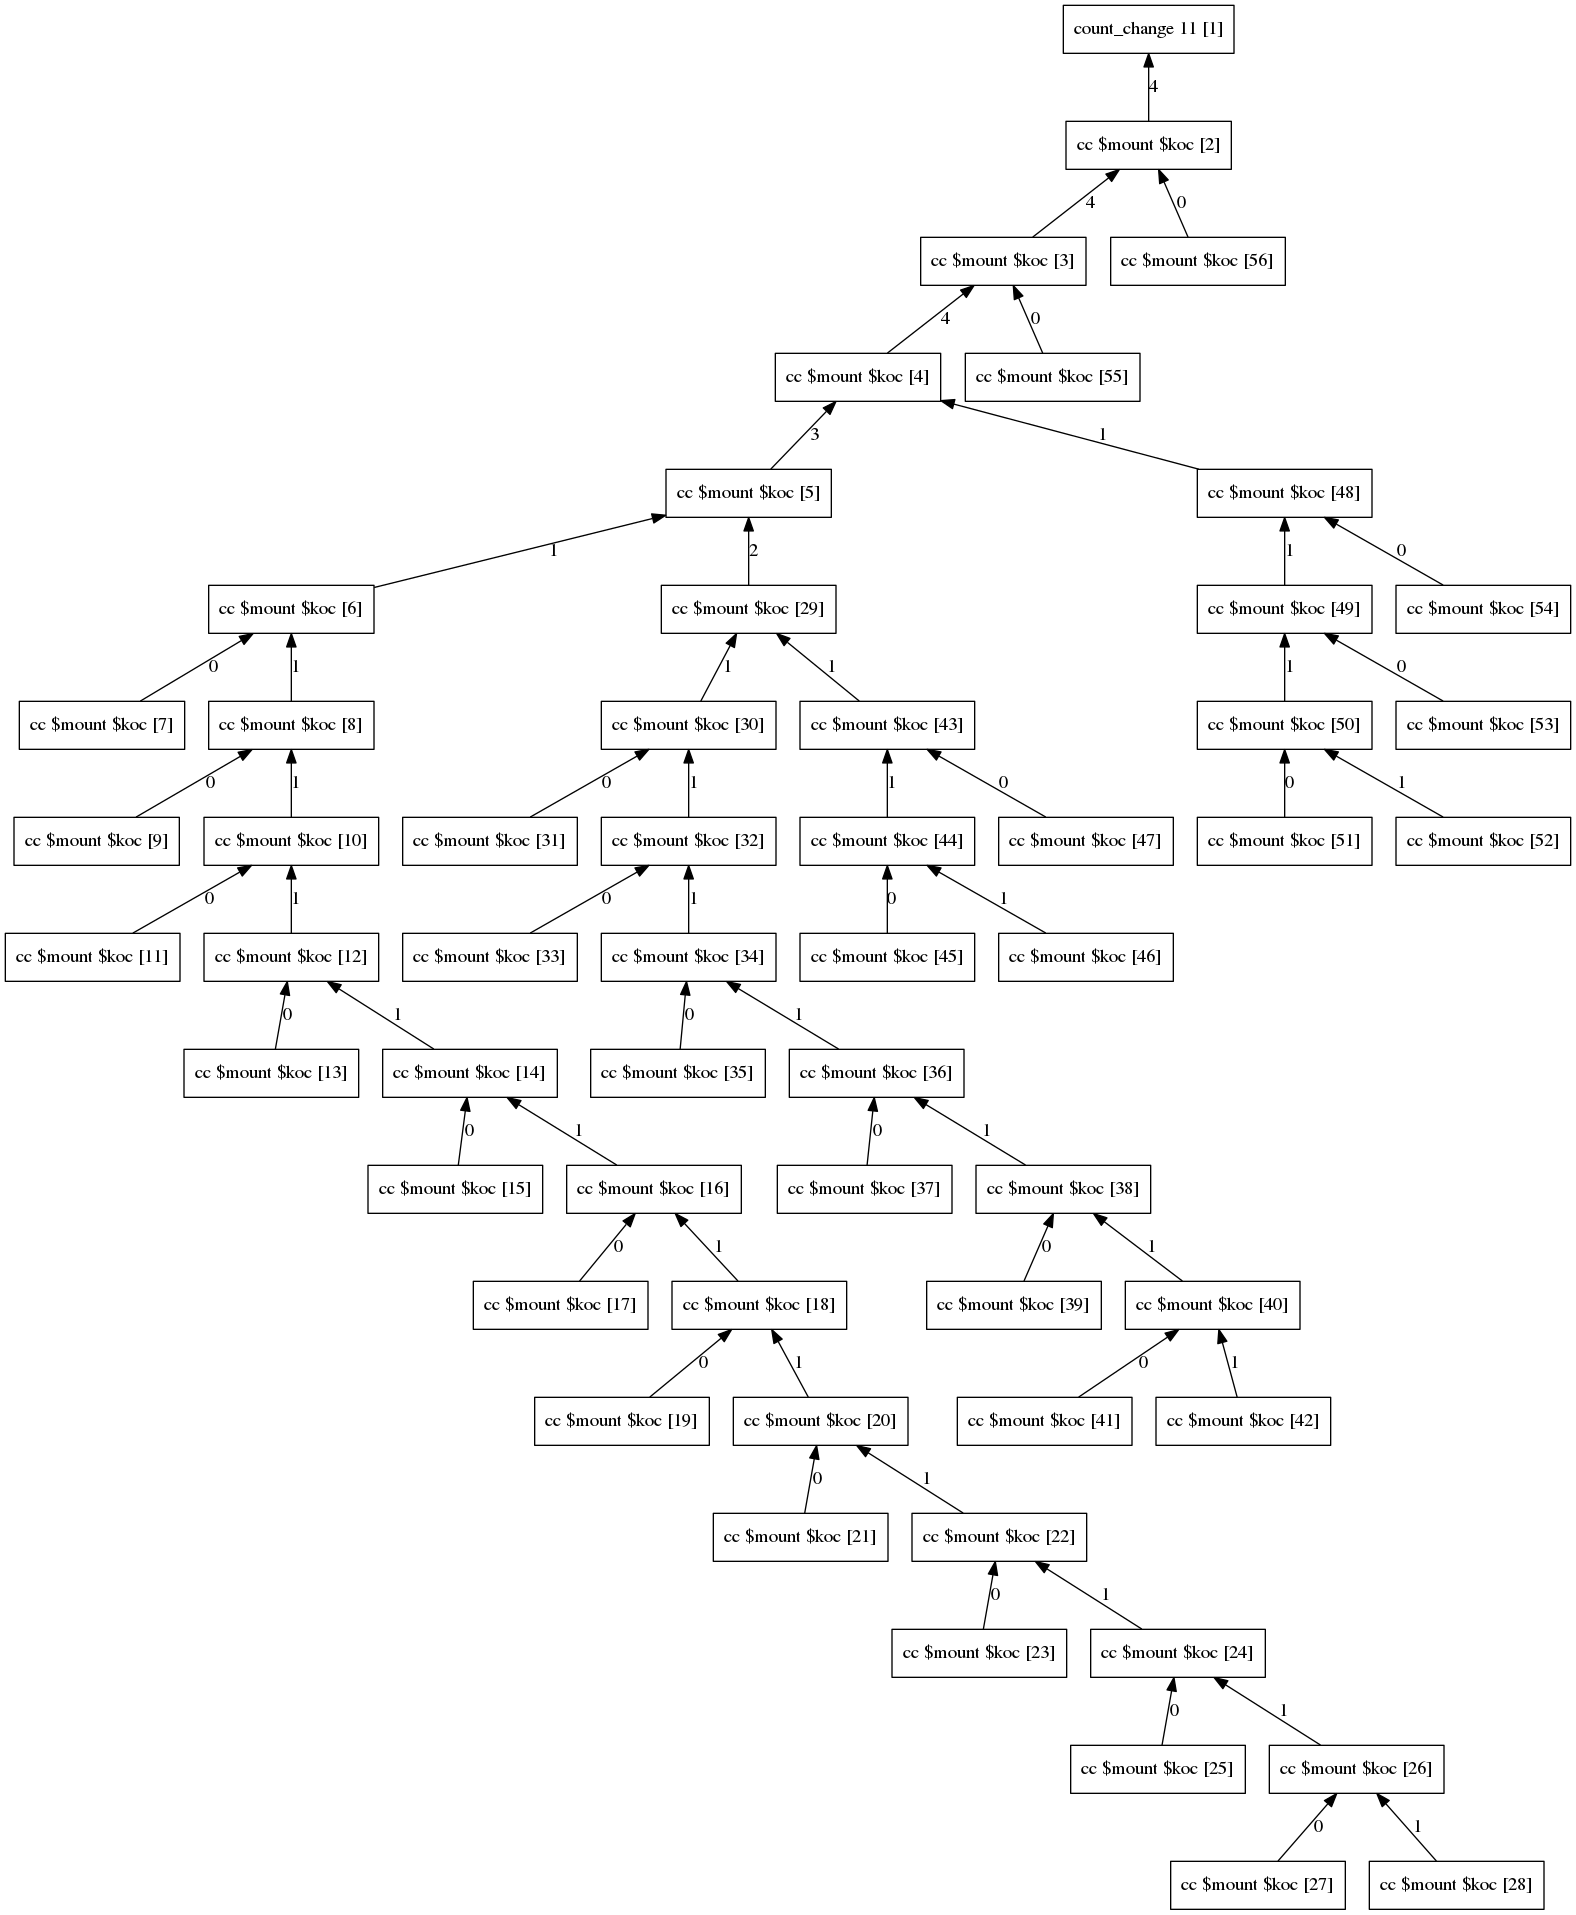 count_change 11 [1]
4
cc $mount $koc [2]
4
0
cc $mount $koc [3]
cc $mount $koc [56]
4
0
cc $mount $koc [4]
cc $mount $koc [55]
3
1
cc $mount $koc [5]
cc $mount $koc [48]
1
2
1
0
cc $mount $koc [6]
cc $mount $koc [29]
cc $mount $koc [49]
cc $mount $koc [54]
0
1
1
1
1
0
cc $mount $koc [7]
cc $mount $koc [8]
cc $mount $koc [30]
cc $mount $koc [43]
cc $mount $koc [50]
cc $mount $koc [53]
0
1
0
1
1
0
0
1
cc $mount $koc [9]
cc $mount $koc [10]
cc $mount $koc [31]
cc $mount $koc [32]
cc $mount $koc [44]
cc $mount $koc [47]
cc $mount $koc [51]
cc $mount $koc [52]
0
1
0
1
0
1
cc $mount $koc [11]
cc $mount $koc [12]
cc $mount $koc [33]
cc $mount $koc [34]
cc $mount $koc [45]
cc $mount $koc [46]
0
1
0
1
cc $mount $koc [13]
cc $mount $koc [14]
cc $mount $koc [35]
cc $mount $koc [36]
0
1
0
1
cc $mount $koc [15]
cc $mount $koc [16]
cc $mount $koc [37]
cc $mount $koc [38]
0
1
0
1
cc $mount $koc [17]
cc $mount $koc [18]
cc $mount $koc [39]
cc $mount $koc [40]
0
1
0
1
cc $mount $koc [19]
cc $mount $koc [20]
cc $mount $koc [41]
cc $mount $koc [42]
0
1
cc $mount $koc [21]
cc $mount $koc [22]
0
1
cc $mount $koc [23]
cc $mount $koc [24]
0
1
cc $mount $koc [25]
cc $mount $koc [26]
0
1
cc $mount $koc [27]
cc $mount $koc [28]